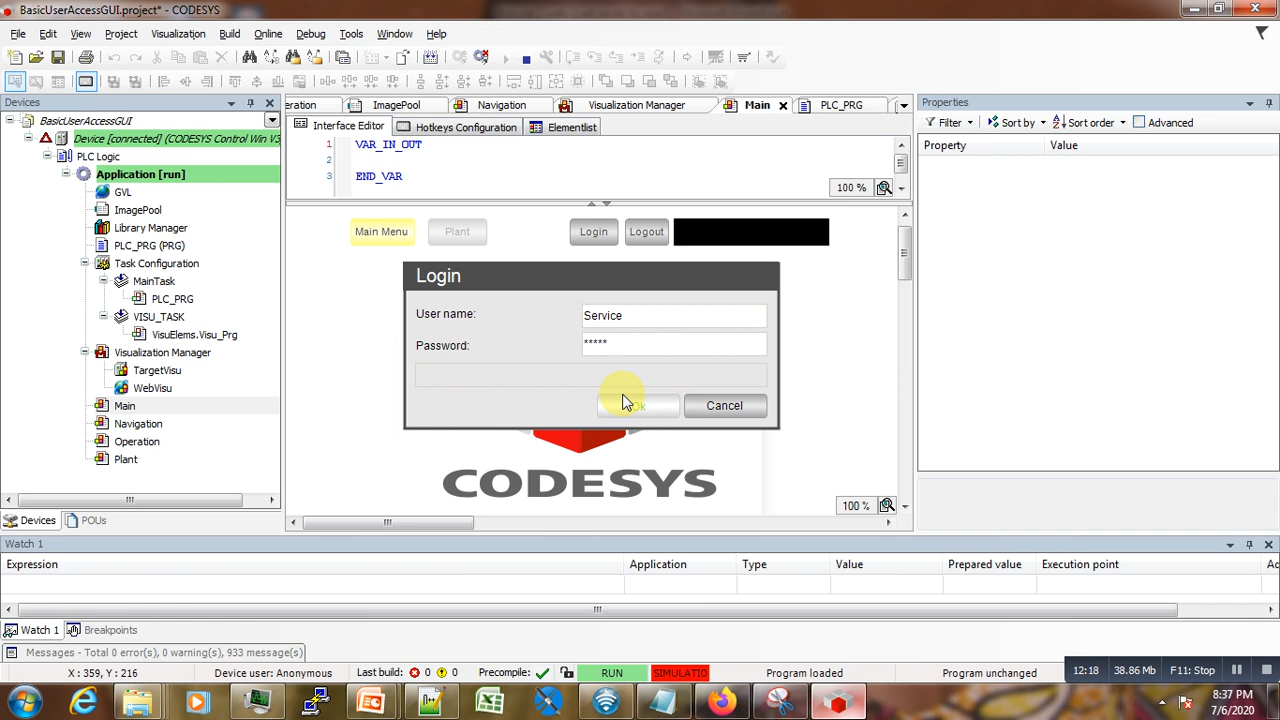 BasicUserAccessGUI.project* - CODESYS
File Edit View Project Visualization Build Online Debug Tools Window Help
Devices
BasicUserAccessGUI
Device [connected] (CODESYS Control Win V3
PLC Logic
Application [run]
GVL
ImagePool
Library Manager
PLC_PRG (PRG)
Task Configuration
MainTask
PLC_PRG
VISU_TASK
VisuElems.Visu_Prg
Visualization Manager
TargetVisu
WebVisu
Main
Navigation
Operation
Plant
Devices POUs
eration ImagePool Navigation Visualization Manager Main PLC_PRG
Interface Editor Hotkeys Configuration Elementlist
1 VAR_IN_OUT
2
3 END_VAR
100 %
Main Menu Plant Login Logout
Login
User name: Service
Password: *****
Ok Cancel
CODESYS
100 %
Properties
Filter Sort by Sort order Advanced
Property Value
Watch 1
Expression Application Type Value Prepared value Execution point Ad
Watch 1 Breakpoints
Messages - Total 0 error(s), 0 warning(s), 933 message(s)
X : 359, Y : 216 Device user: Anonymous Last build: 0 0 Precompile: RUN SIMULATIO Program loaded Program unchanged
38,86 Mb F11: Stop
8:37 PM
7/6/2020